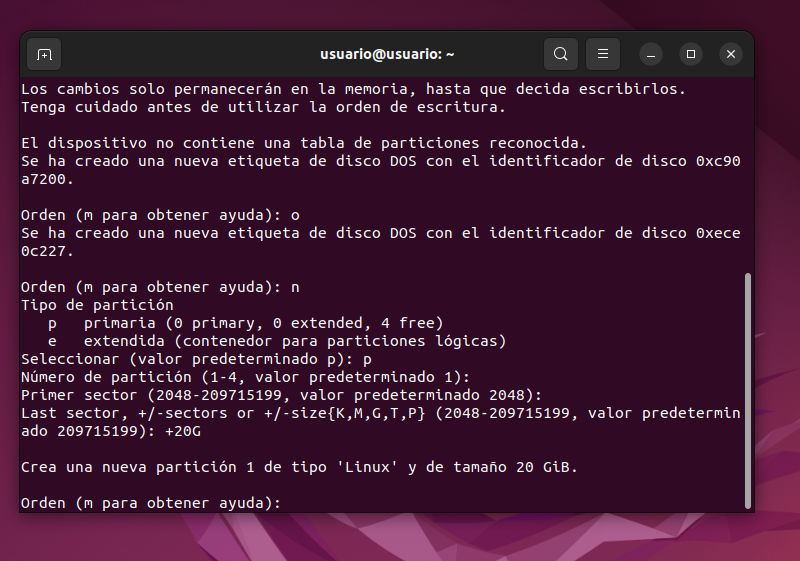 usuario@usuario: ~
Los cambios solo permanecerán en la memoria, hasta que decida escribirlos.
Tenga cuidado antes de utilizar la orden de escritura.
El dispositivo no contiene una tabla de particiones reconocida.
Se ha creado una nueva etiqueta de disco DOS con el identificador de disco 0xc90
a7200.
Orden (m para obtener ayuda): o
Se ha creado una nueva etiqueta de disco DOS con el identificador de disco 0xece
0c227.
Orden (m para obtener ayuda): n
Tipo de partición
p primaria (0 primary, 0 extended, 4 free)
e extendida (contenedor para particiones lógicas)
Seleccionar (valor predeterminado p): p
Número de partición (1-4, valor predeterminado 1):
Primer sector (2048-209715199, valor predeterminado 2048):
Last sector, +/-sectors or +/-size{K,M,G,T,P} (2048-209715199, valor predetermin
ado 209715199): +20G
Crea una nueva partición 1 de tipo 'Linux' y de tamaño 20 GiB.
Orden (m para obtener ayuda):